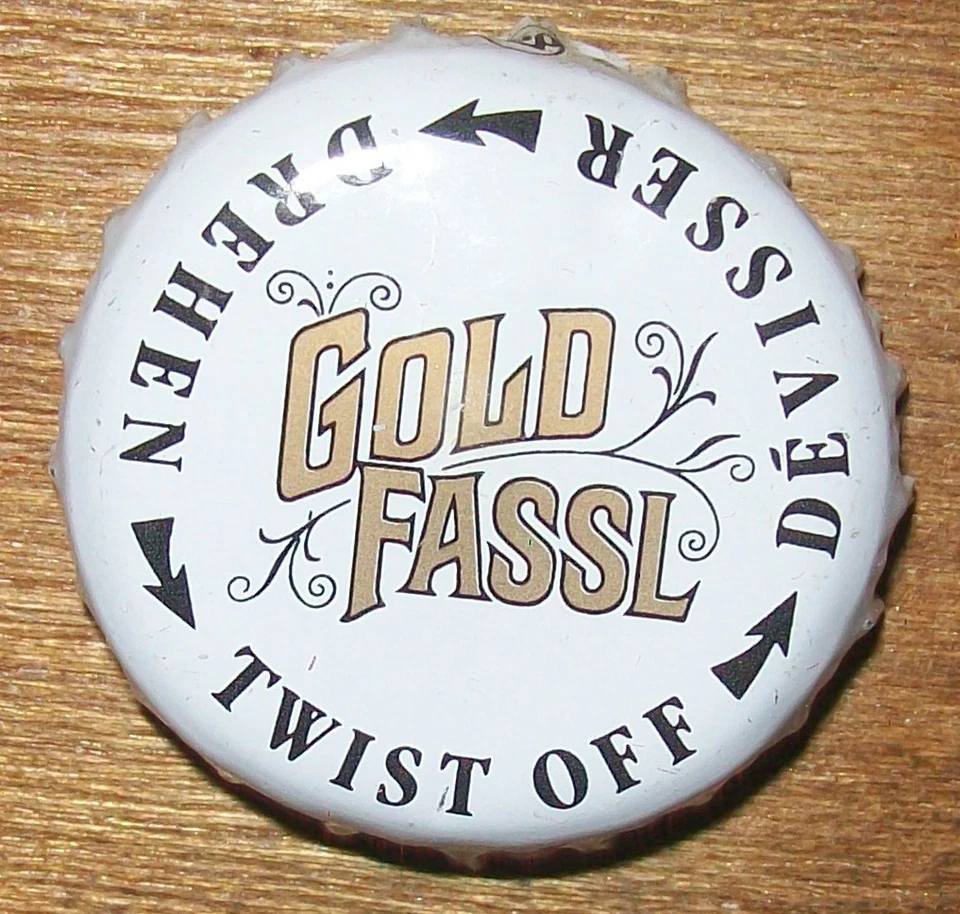 GOLD
FASSL
TWIST OFF
DÉVISSER
DREHEN